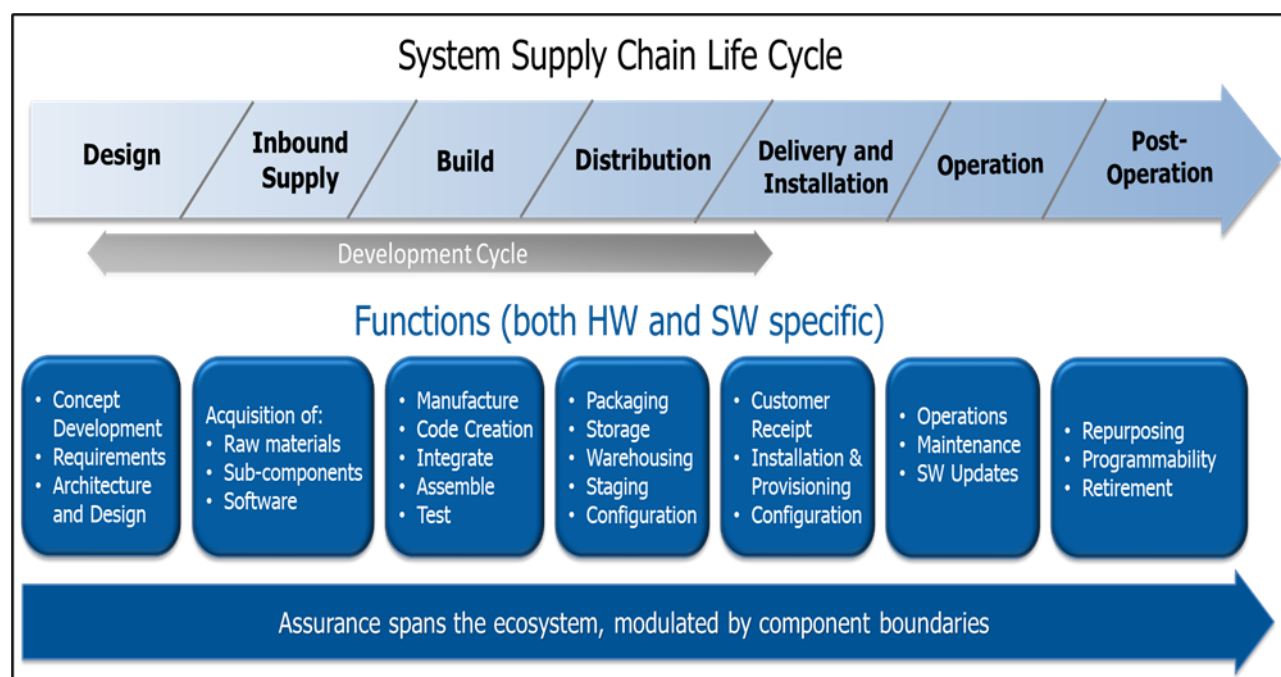 System Supply Chain Life Cycle
Design
Inbound
Supply
Build
Distribution
Delivery and
Installation
Operation
Post-
Operation
Development Cycle
Functions (both HW and SW specific)
• Concept
Development
• Requirements
• Architecture
and Design
Acquisition of:
• Raw materials
• Sub-components
• Software
• Manufacture
• Code Creation
• Integrate
• Assemble
• Test
• Packaging
• Storage
• Warehousing
• Staging
• Configuration
• Customer
Receipt
• Installation &
Provisioning
• Configuration
• Operations
• Maintenance
• SW Updates
• Repurposing
• Programmability
• Retirement
Assurance spans the ecosystem, modulated by component boundaries